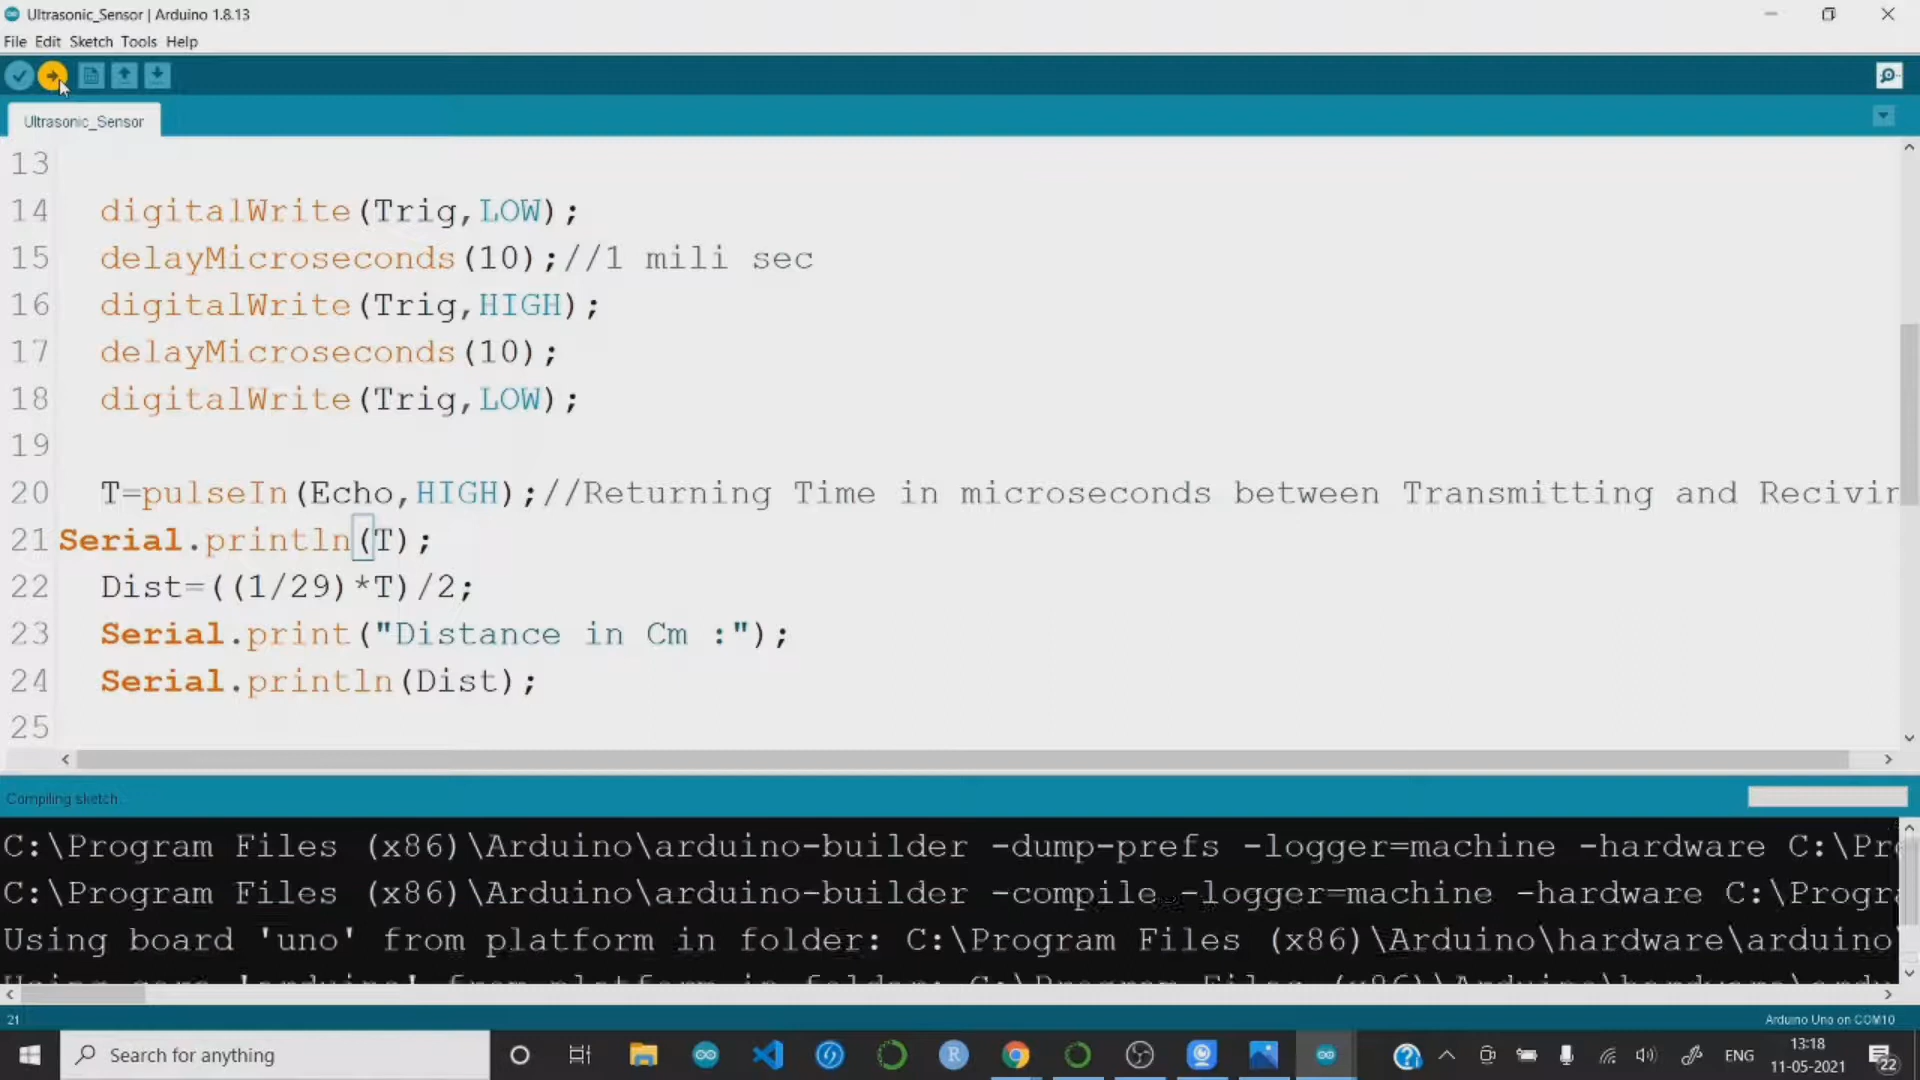 Ultrasonic_Sensor | Arduino 1.8.13
File Edit Sketch Tools Help
Ultrasonic_Sensor
13
14 digitalWrite(Trig,LOW);
15 delayMicroseconds(10);//1 mili sec
16 digitalWrite(Trig,HIGH);
17 delayMicroseconds(10);
18 digitalWrite(Trig,LOW);
19
20 T=pulseIn(Echo,HIGH);//Returning Time in microseconds between Transmitting and Recivin
21 Serial.println(T);
22 Dist=((1/29)*T)/2;
23 Serial.print("Distance in Cm :");
24 Serial.println(Dist);
25
Compiling sketch...
C:\Program Files (x86)\Arduino\arduino-builder -dump-prefs -logger=machine -hardware C:\Pro
C:\Program Files (x86)\Arduino\arduino-builder -compile -logger=machine -hardware C:\Progra
Using board 'uno' from platform in folder: C:\Program Files (x86)\Arduino\hardware\arduino
21
Arduino Uno on COM10
Search for anything
R
ENG
13:18
11-05-2021
22